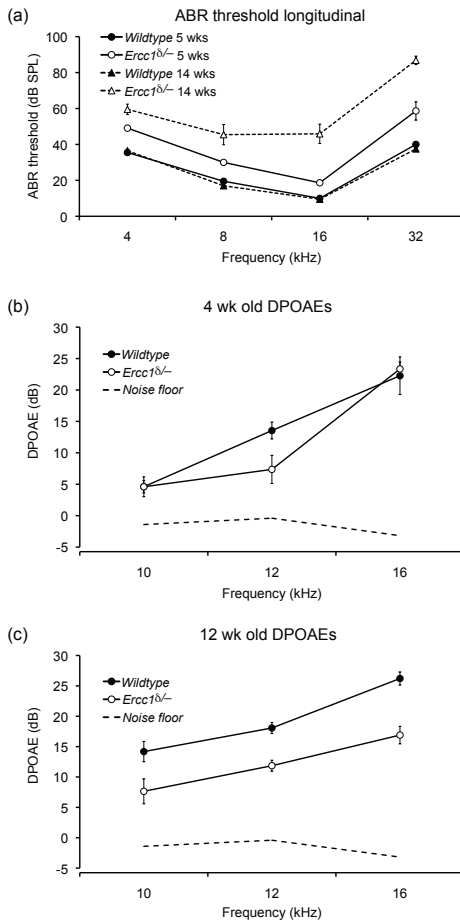 (a)
ABR threshold longitudinal
Wildtype 5 wks
Ercc1δ/– 5 wks
Wildtype 14 wks
Ercc1δ/– 14 wks
ABR threshold (dB SPL)
100
80
60
40
20
0
4 8 16 32
Frequency (kHz)
(b)
4 wk old DPOAEs
Wildtype
Ercc1δ/–
Noise floor
DPOAE (dB)
30
25
20
15
10
5
0
-5
10 12 16
Frequency (kHz)
(c)
12 wk old DPOAEs
Wildtype
Ercc1δ/–
Noise floor
DPOAE (dB)
30
25
20
15
10
5
0
-5
10 12 16
Frequency (kHz)